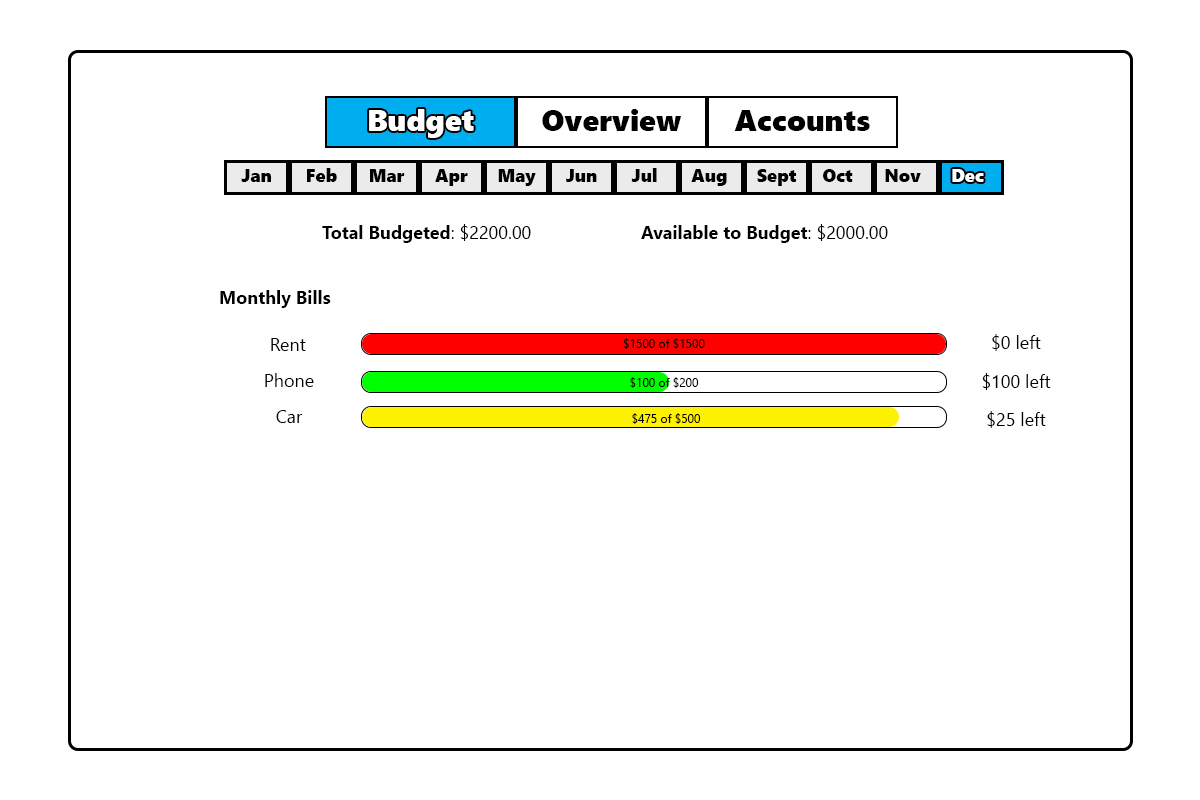 Budget Overview Accounts
Jan Feb Mar Apr May Jun Jul Aug Sept Oct Nov Dec
Total Budgeted: $2200.00 Available to Budget: $2000.00
Monthly Bills
Rent $1500 of $1500 $0 left
Phone $100 of $200 $100 left
Car $475 of $500 $25 left